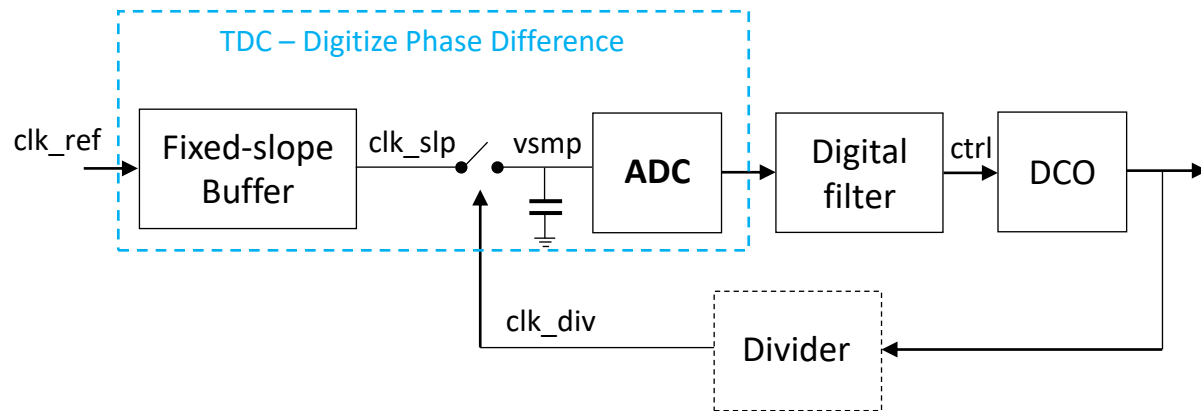 TDC – Digitize Phase Difference
clk_ref
Fixed-slope
Buffer
clk_slp
vsmp
ADC
Digital
filter
ctrl
DCO
clk_div
Divider